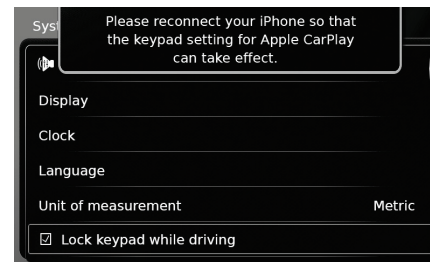 Syst
Please reconnect your iPhone so that
the keypad setting for Apple CarPlay
can take effect.
Display
Clock
Language
Unit of measurement Metric
Lock keypad while driving